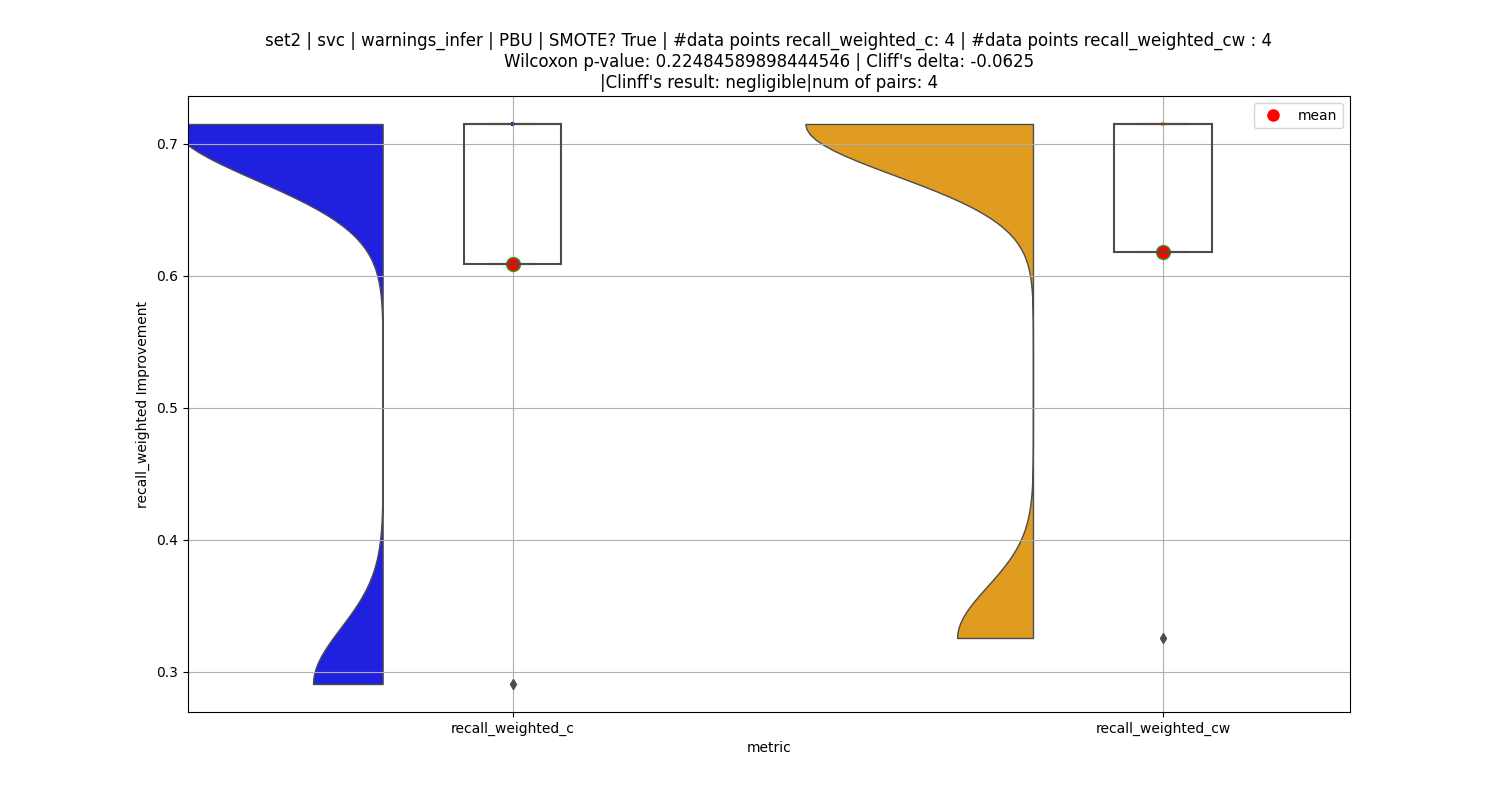 set2 | svc | warnings_infer | PBU | SMOTE? True | #data points recall_weighted_c: 4 | #data points recall_weighted_cw : 4
Wilcoxon p-value: 0.22484589898444546 | Cliff's delta: -0.0625
|Clinff's result: negligible|num of pairs: 4
mean
recall_weighted Improvement
0.7
0.6
0.5
0.4
0.3
recall_weighted_c
recall_weighted_cw
metric